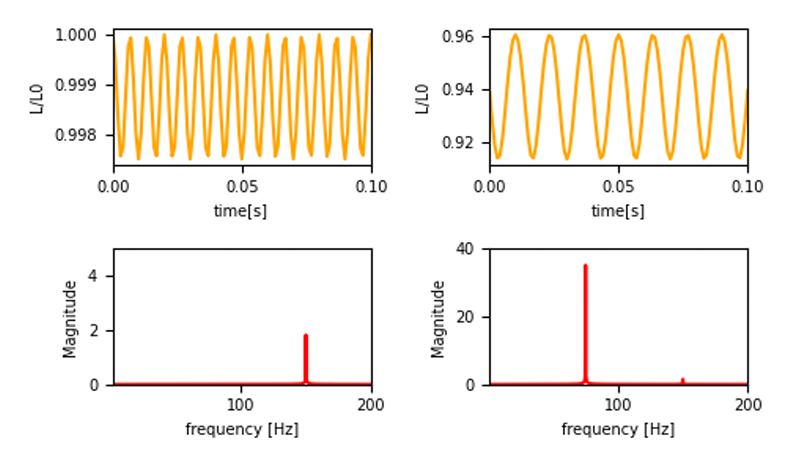 1.000
0.999
0.998
L/L0
0.00
0.05
0.10
time[s]
0.96
0.94
0.92
L/L0
0.00
0.05
0.10
time[s]
4
2
0
Magnitude
100
200
frequency [Hz]
40
20
0
Magnitude
100
200
frequency [Hz]